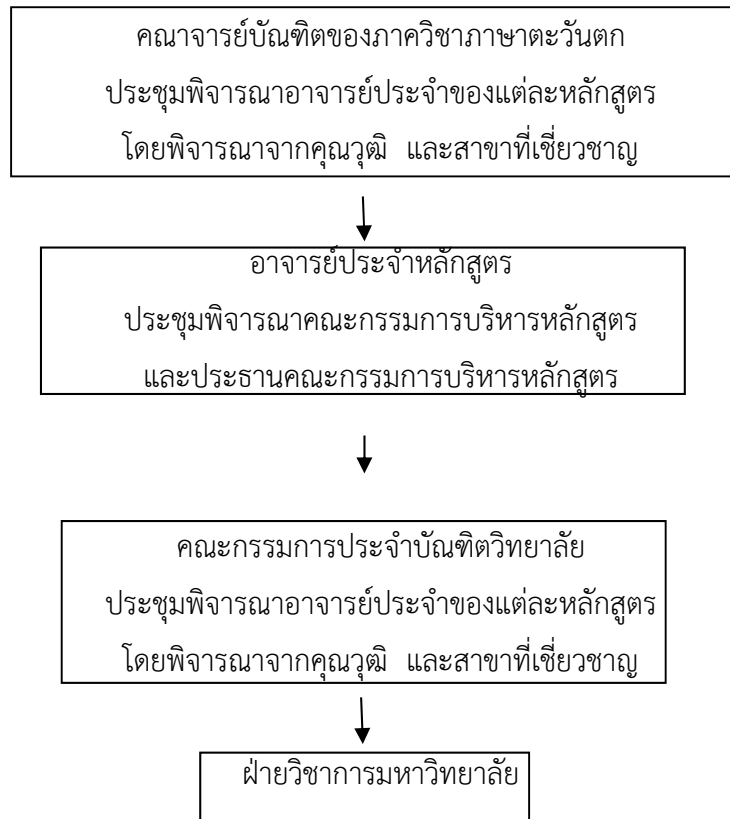 คณาจารย์บัณฑิตของภาควิชาภาษาตะวันตก
ประชุมพิจารณาอาจารย์ประจำของแต่ละหลักสูตร
โดยพิจารณาจากคุณวุฒิ และสาขาที่เชี่ยวชาญ
อาจารย์ประจำหลักสูตร
ประชุมพิจารณาคณะกรรมการบริหารหลักสูตร
และประธานคณะกรรมการบริหารหลักสูตร
คณะกรรมการประจำบัณฑิตวิทยาลัย
ประชุมพิจารณาอาจารย์ประจำของแต่ละหลักสูตร
โดยพิจารณาจากคุณวุฒิ และสาขาที่เชี่ยวชาญ
ฝ่ายวิชาการมหาวิทยาลัย